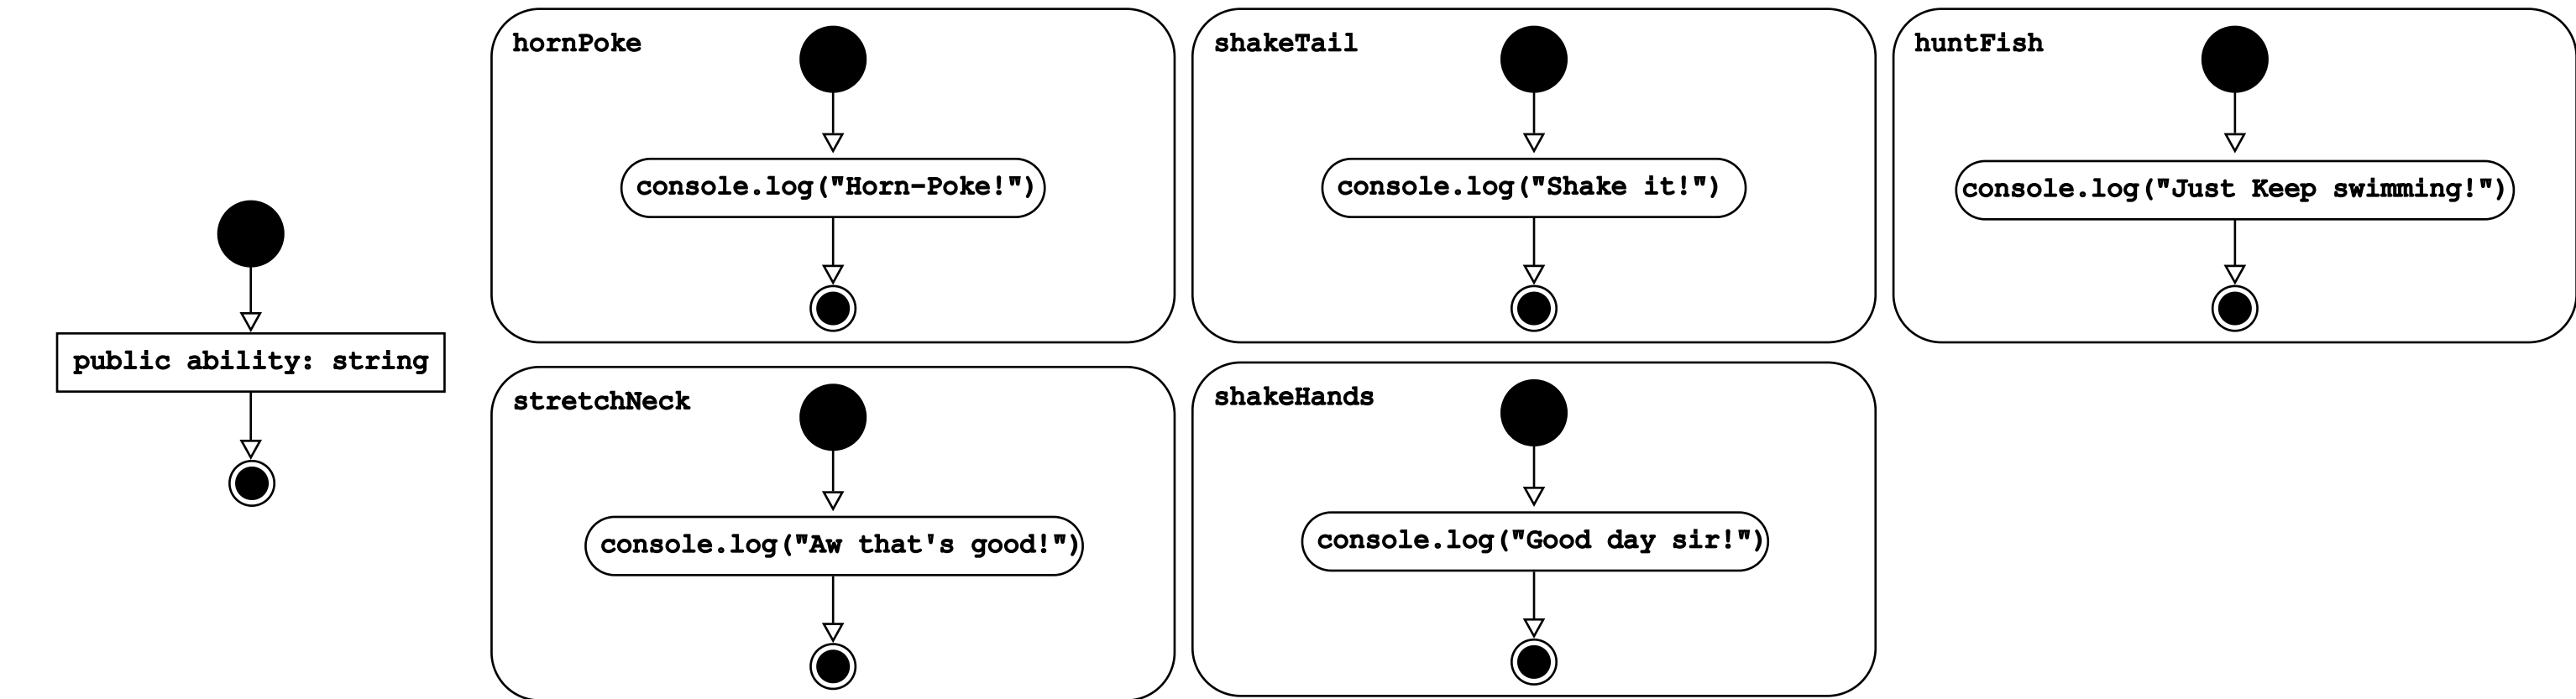 public ability: string
hornPoke
console.log("Horn-Poke!")
shakeTail
console.log("Shake it!")
huntFish
console.log("Just Keep swimming!")
stretchNeck
console.log("Aw that's good!")
shakeHands
console.log("Good day sir!")